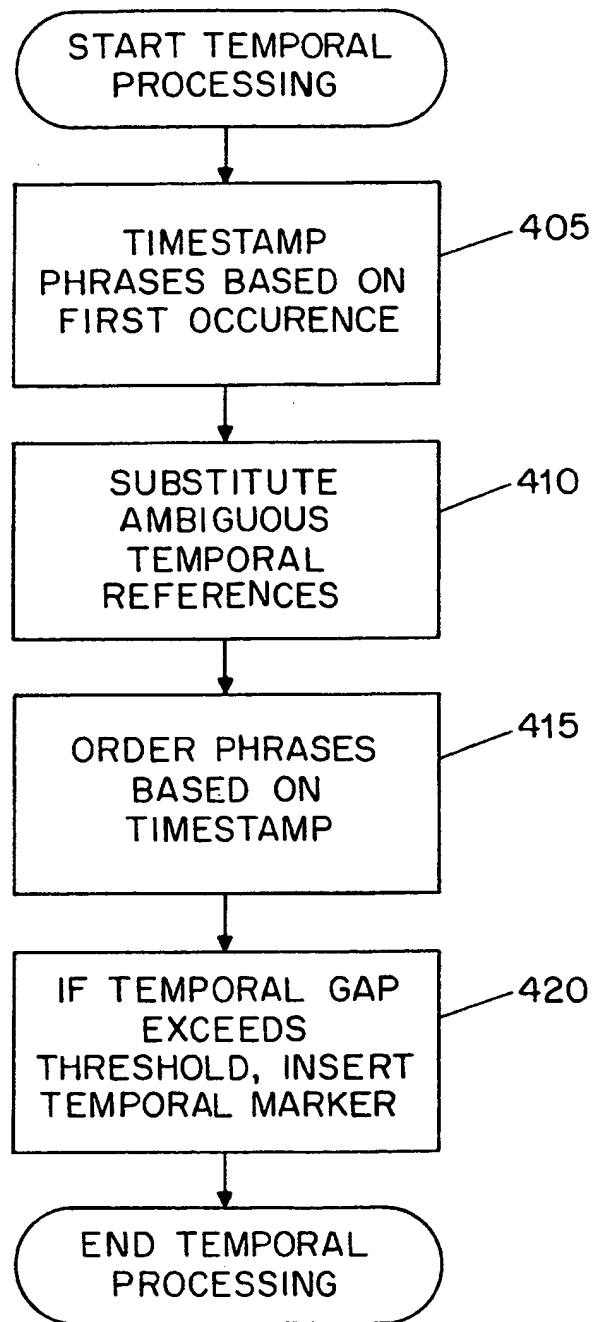 START TEMPORAL
PROCESSING
TIMESTAMP
PHRASES BASED ON
FIRST OCCURENCE
405
SUBSTITUTE
AMBIGUOUS
TEMPORAL
REFERENCES
410
ORDER PHRASES
BASED ON
TIMESTAMP
415
IF TEMPORAL GAP
EXCEEDS
THRESHOLD, INSERT
TEMPORAL MARKER
420
END TEMPORAL
PROCESSING